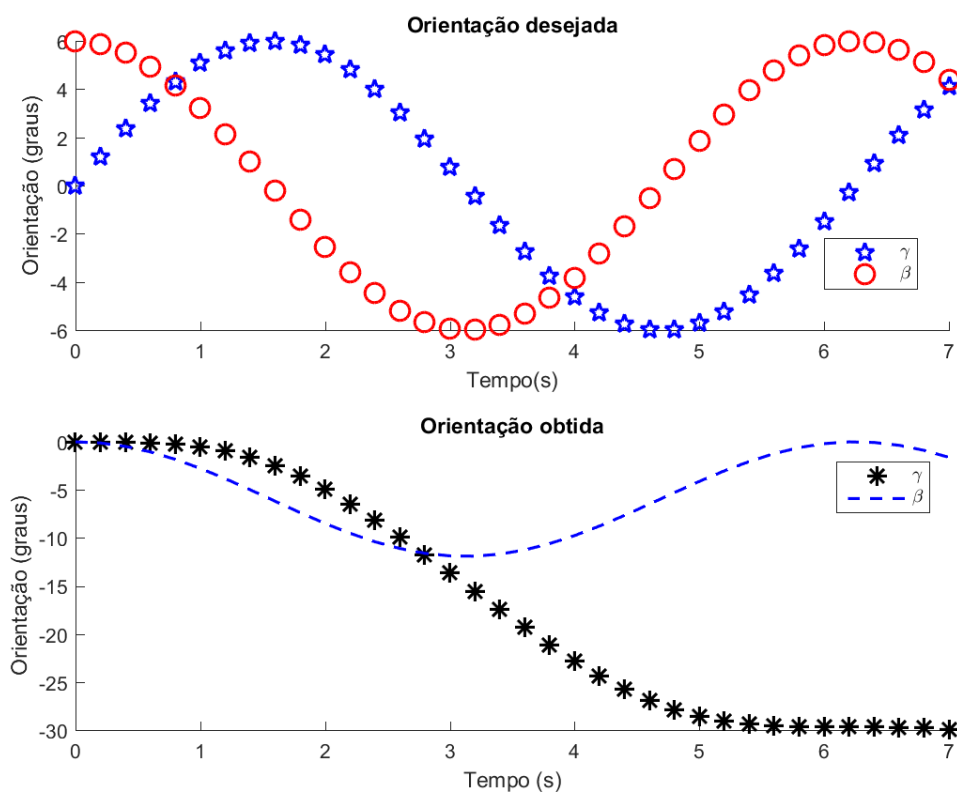 Orientação desejada
Orientação (graus)
6
4
2
0
-2
-4
-6
γ
β
0 1 2 3 4 5 6 7
Tempo(s)
Orientação obtida
Orientação (graus)
0
-5
-10
-15
-20
-25
-30
γ
β
0 1 2 3 4 5 6 7
Tempo (s)